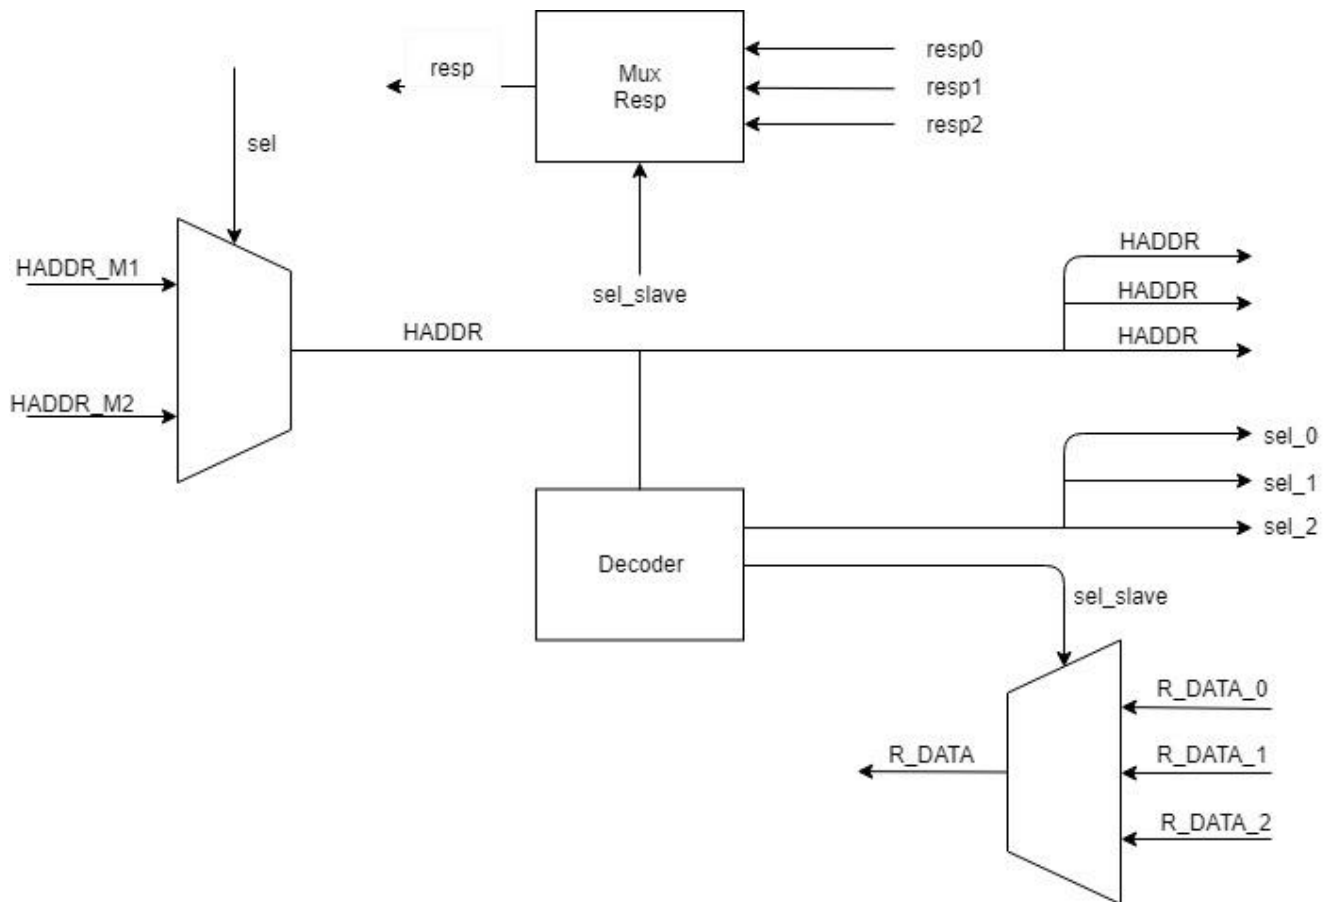 resp
Mux
Resp
resp0
resp1
resp2
sel
HADDR_M1
HADDR_M2
HADDR
sel_slave
HADDR
HADDR
HADDR
sel_0
sel_1
sel_2
Decoder
sel_slave
R_DATA
R_DATA_0
R_DATA_1
R_DATA_2